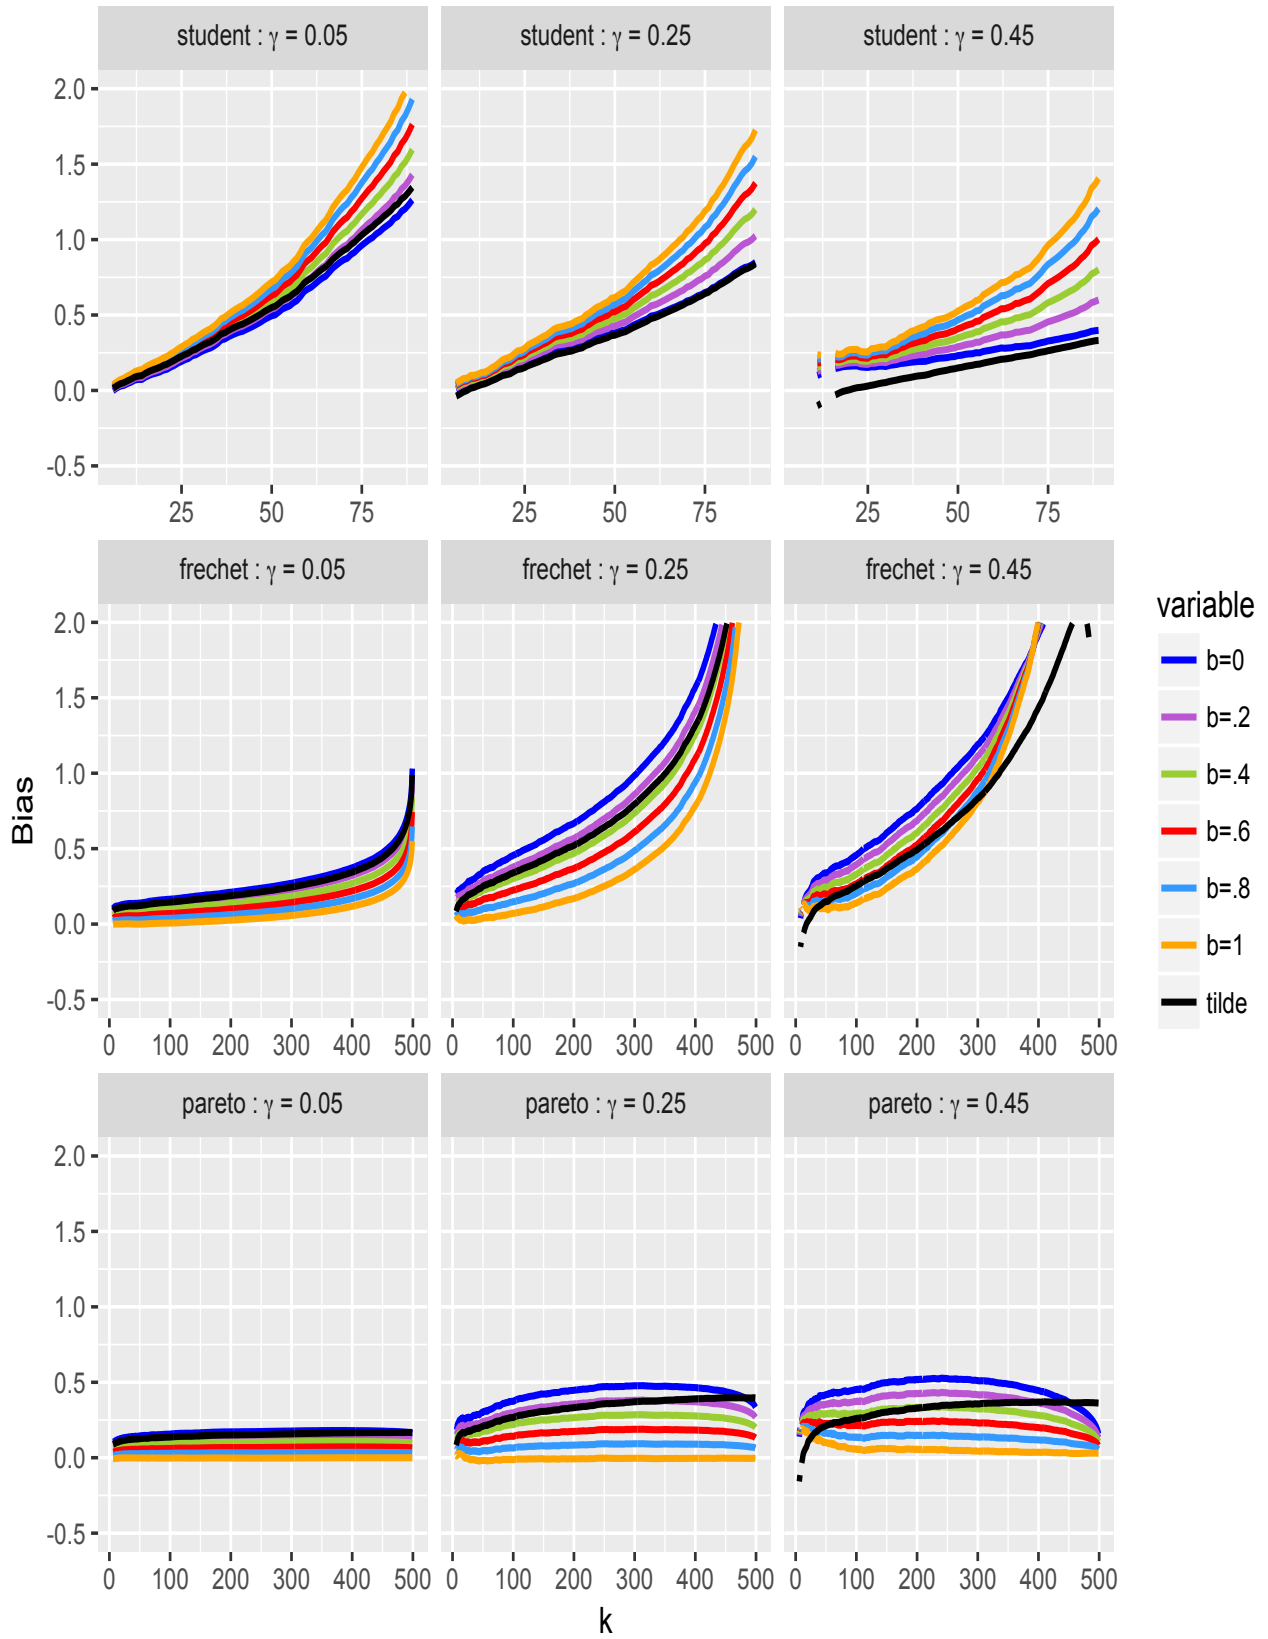 student : γ = 0.05 student : γ = 0.25 student : γ = 0.45
2.0
1.5
1.0
0.5
0.0
-0.5
25 50 75 25 50 75 25 50 75
frechet : γ = 0.05 frechet : γ = 0.25 frechet : γ = 0.45
2.0
1.5
1.0
0.5
0.0
-0.5
0 100 200 300 400 500 0 100 200 300 400 500 0 100 200 300 400 500
pareto : γ = 0.05 pareto : γ = 0.25 pareto : γ = 0.45
2.0
1.5
1.0
0.5
0.0
-0.5
0 100 200 300 400 500 0 100 200 300 400 500 0 100 200 300 400 500
Bias
k
variable
b=0
b=.2
b=.4
b=.6
b=.8
b=1
tilde